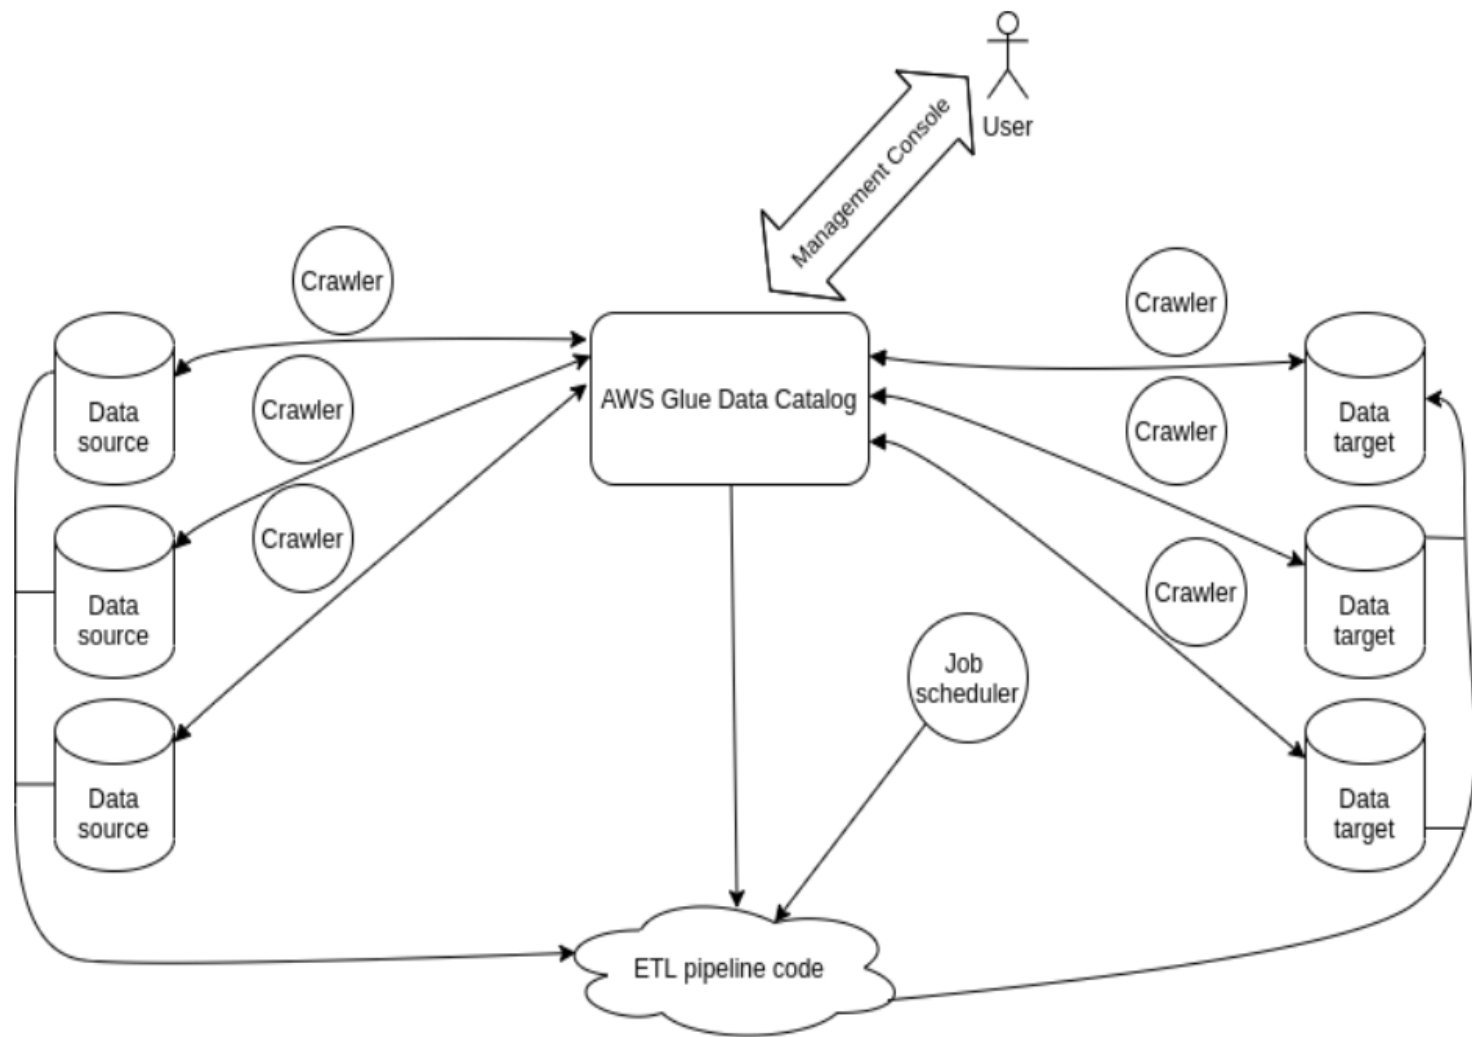 User
Management Console
Crawler
Crawler
Crawler
Crawler
Crawler
Crawler
AWS Glue Data Catalog
Data
source
Data
source
Data
source
Data
target
Data
target
Data
target
Job
scheduler
ETL pipeline code